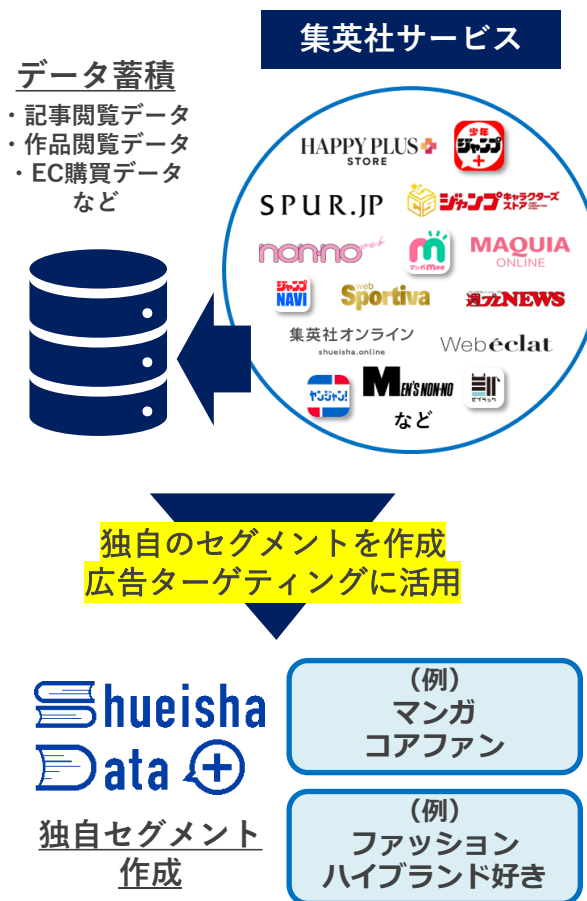 集英社サービス
データ蓄積
・記事閲覧データ
・作品閲覧データ
・EC購買データ
など
HAPPY PLUS
STORE
少年
ジャンプ
+
SPUR.JP
ジャンプキャラクターズ
ストア
non-no web
マンガMee
MAQUIA
ONLINE
ジャンプ
NAVI
web
Sportiva
週プレNEWS
集英社オンライン
shueisha.online
Web éclat
ヤンジャン!
MEN'S NON-NO
ゼブラック
など
独自のセグメントを作成
広告ターゲティングに活用
Shueisha
Data +
独自セグメント
作成
(例)
マンガ
コアファン
(例)
ファッション
ハイブランド好き